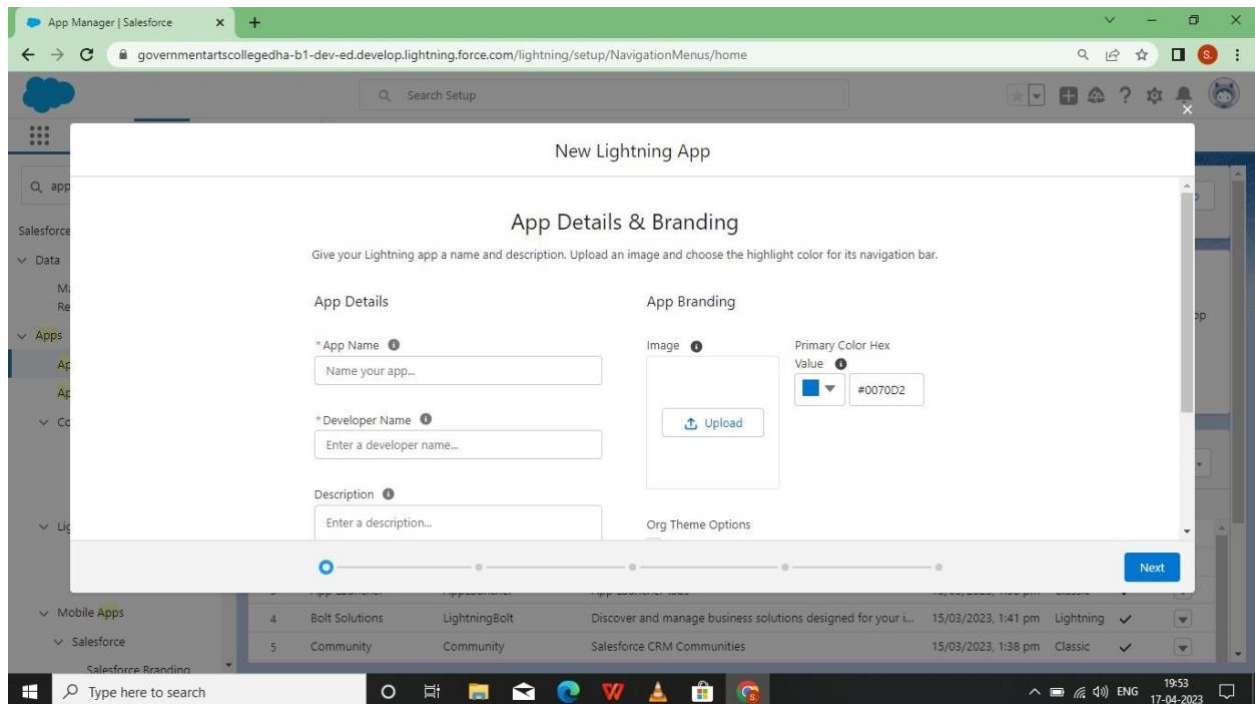 App Manager | Salesforce
governmentartscollegedha-b1-dev-ed.develop.lightning.force.com/lightning/setup/NavigationMenus/home
S.
Search Setup
New Lightning App
app
Salesforce
App Details & Branding
Give your Lightning app a name and description. Upload an image and choose the highlight color for its navigation bar.
Data
App Details
App Branding
Apps
*App Name
Image
Primary Color Hex
Value
Name your app...
#0070D2
*Developer Name
Upload
Enter a developer name...
Description
Enter a description...
Org Theme Options
Next
Mobile Apps
4 Bolt Solutions LightningBolt Discover and manage business solutions designed for your i... 15/03/2023, 1:41 pm Lightning
Salesforce
5 Community Community Salesforce CRM Communities 15/03/2023, 1:38 pm Classic
Salesforce Branding
Type here to search
ENG
19:53
17-04-2023